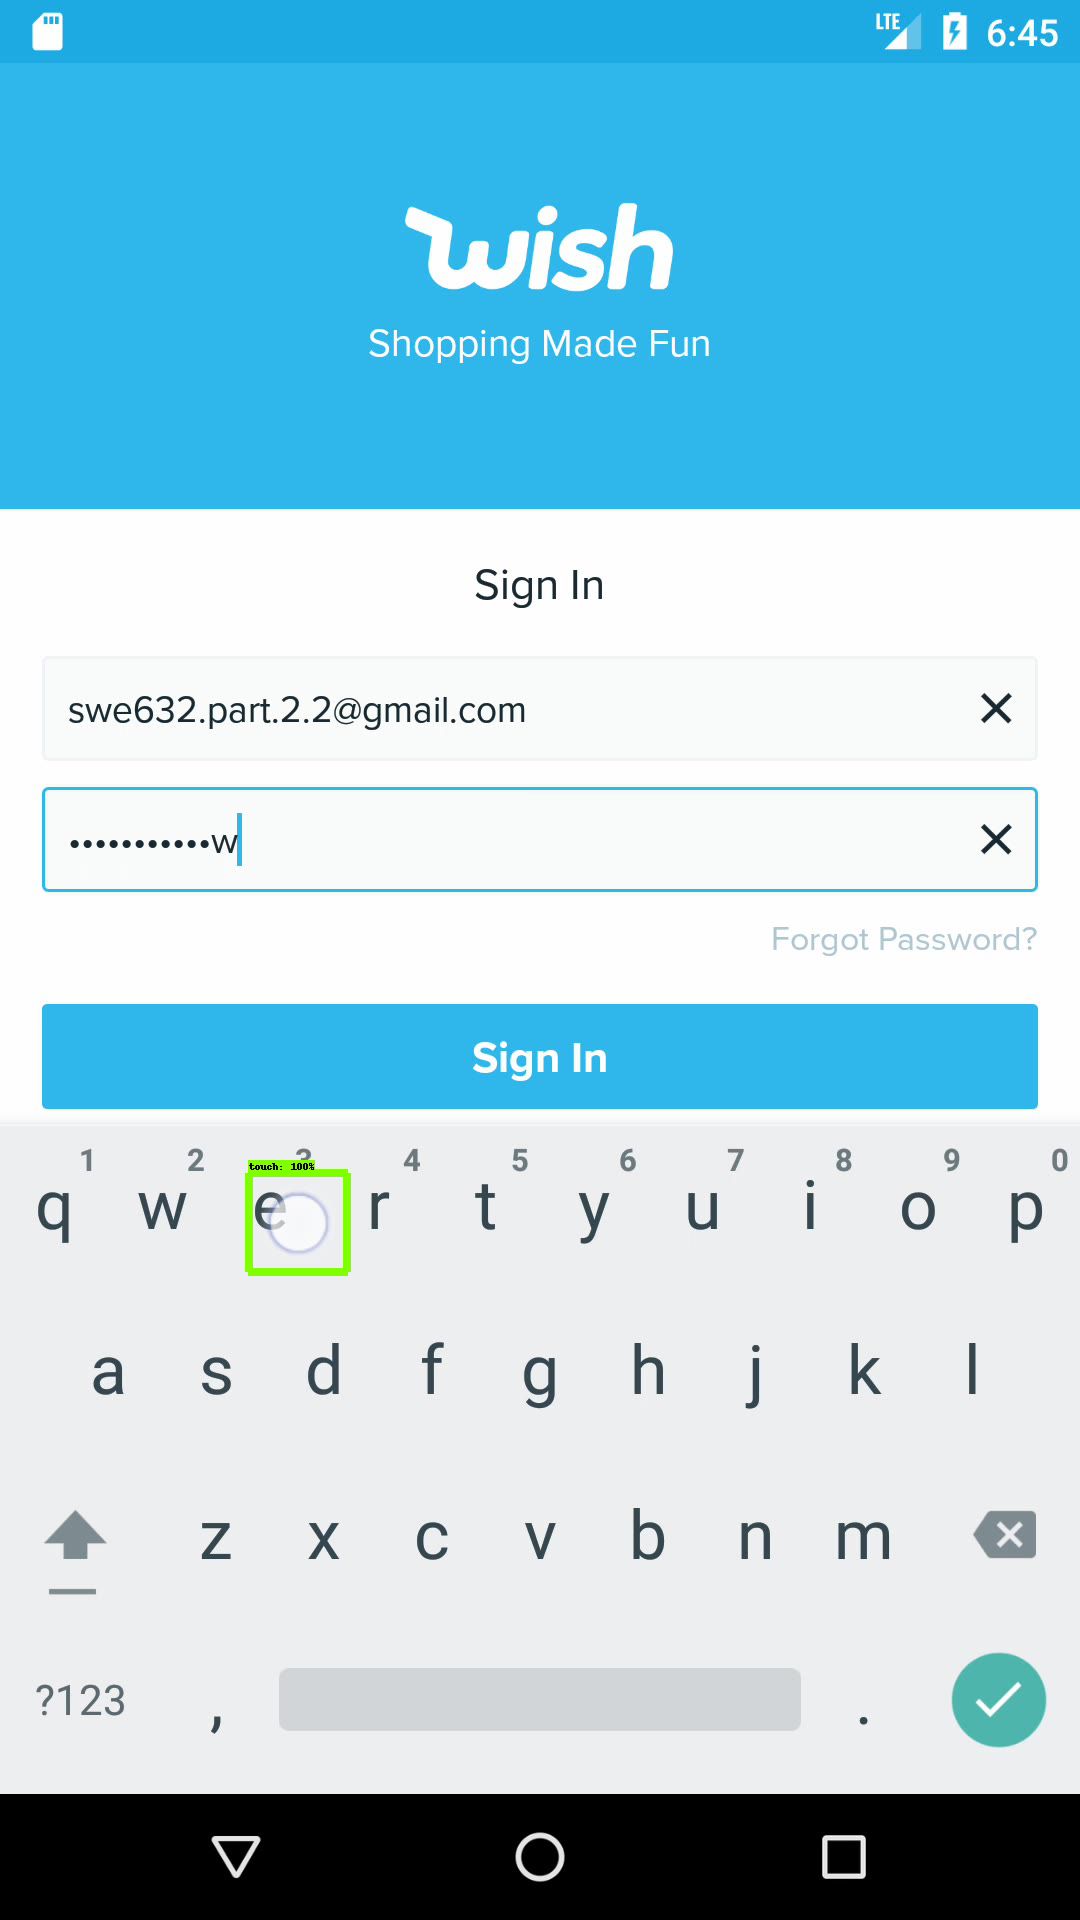 LTE 6:45
wish
Shopping Made Fun
Sign In
swe632.part.2.2@gmail.com
•••••••••••w
Forgot Password?
Sign In
1 2 3 4 5 6 7 8 9 0
touch: 100%
q w e r t y u i o p
a s d f g h j k l
z x c v b n m
?123 , .